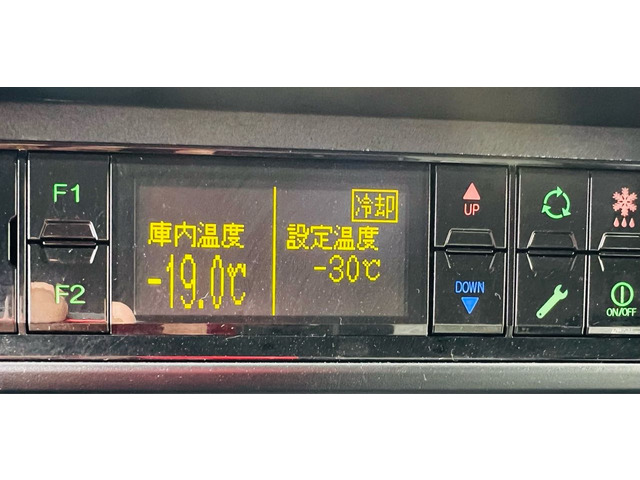 F1
F2
冷却
庫内温度
-19.0℃
設定温度
-30℃
UP
DOWN
ON/OFF